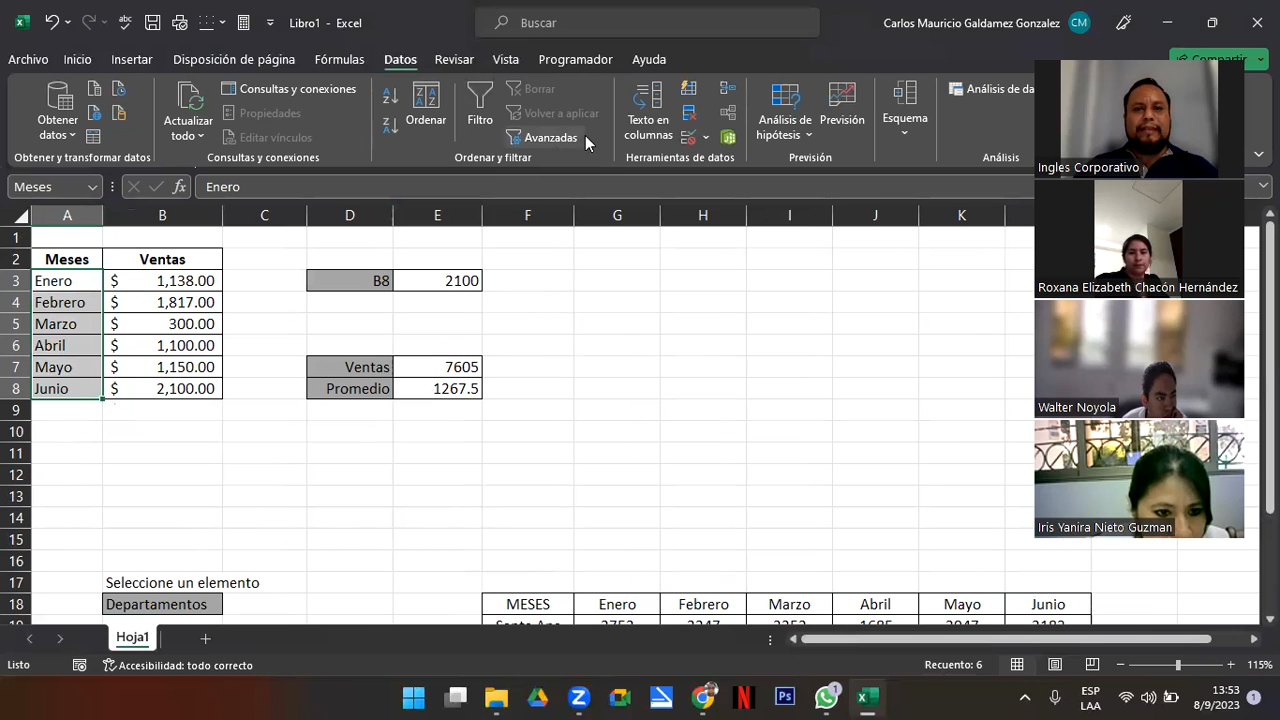 Libro1 - Excel
Buscar
Carlos Mauricio Galdamez Gonzalez
CM
Archivo Inicio Insertar Disposición de página Fórmulas Datos Revisar Vista Programador Ayuda
Obtener datos
Obtener y transformar datos
Actualizar todo
Consultas y conexiones
Propiedades
Editar vínculos
Consultas y conexiones
Ordenar
Filtro
Borrar
Volver a aplicar
Avanzadas
Ordenar y filtrar
Texto en columnas
Herramientas de datos
Análisis de hipótesis
Previsión
Previsión
Esquema
Análisis de da
Análisis
Meses
Enero
A B C D E F G H I J K
1
2 Meses Ventas
3 Enero $ 1,138.00 B8 2100
4 Febrero $ 1,817.00
5 Marzo $ 300.00
6 Abril $ 1,100.00
7 Mayo $ 1,150.00 Ventas 7605
8 Junio $ 2,100.00 Promedio 1267.5
9
10
11
12
13
14
15
16
17 Seleccione un elemento
18 Departamentos MESES Enero Febrero Marzo Abril Mayo Junio
Ingles Corporativo
Roxana Elizabeth Chacón Hernández
Walter Noyola
Iris Yanira Nieto Guzman
Hoja1
Listo
Accesibilidad: todo correcto
Recuento: 6
115%
ESP
LAA
13:53
8/9/2023